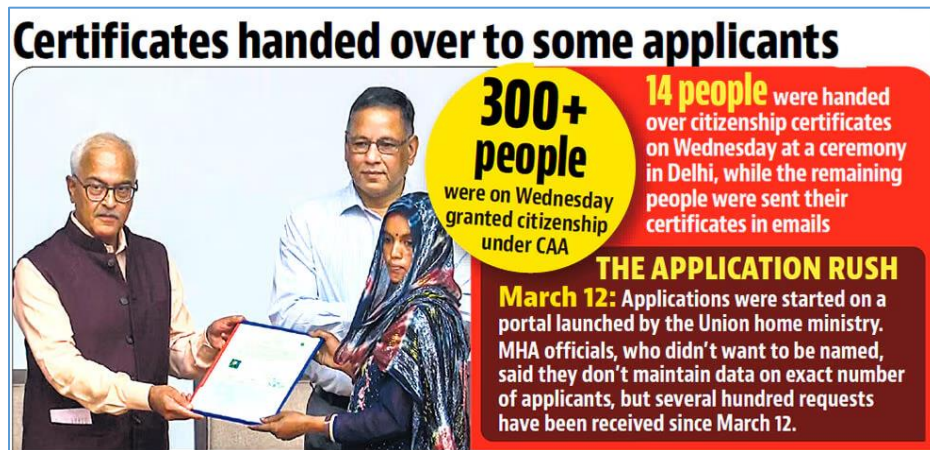 Certificates handed over to some applicants
300+
people
were on Wednesday
granted citizenship
under CAA
14 people were handed
over citizenship certificates
on Wednesday at a ceremony
in Delhi, while the remaining
people were sent their
certificates in emails
THE APPLICATION RUSH
March 12: Applications were started on a
portal launched by the Union home ministry.
MHA officials, who didn’t want to be named,
said they don’t maintain data on exact number
of applicants, but several hundred requests
have been received since March 12.